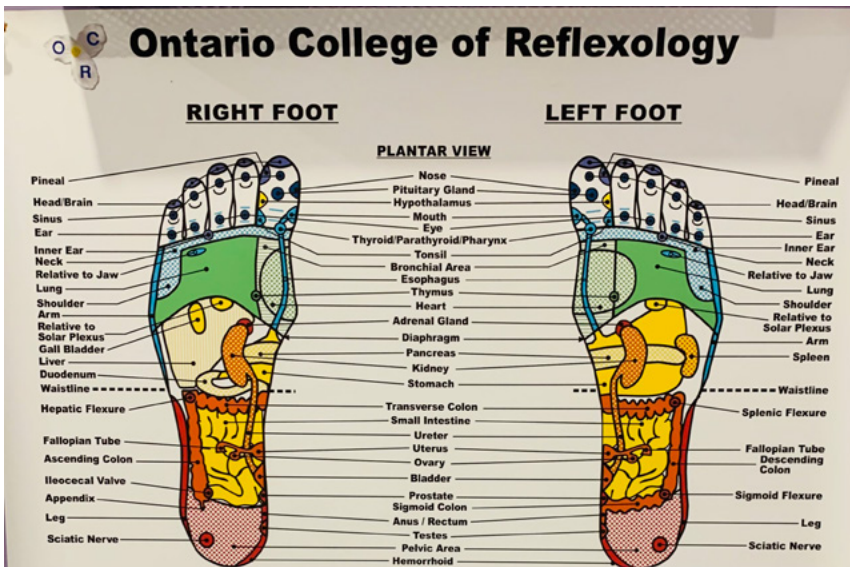 O C R
Ontario College of Reflexology
RIGHT FOOT
LEFT FOOT
PLANTAR VIEW
Pineal
Head/Brain
Sinus
Ear
Inner Ear
Neck
Relative to Jaw
Lung
Shoulder
Arm
Relative to
Solar Plexus
Gall Bladder
Liver
Duodenum
Waistline
Hepatic Flexure
Fallopian Tube
Ascending Colon
Ileocecal Valve
Appendix
Leg
Sciatic Nerve
Nose
Pituitary Gland
Hypothalamus
Mouth
Eye
Thyroid/Parathyroid/Pharynx
Tonsil
Bronchial Area
Esophagus
Thymus
Heart
Adrenal Gland
Diaphragm
Pancreas
Kidney
Stomach
Transverse Colon
Small Intestine
Ureter
Uterus
Ovary
Bladder
Prostate
Sigmoid Colon
Anus / Rectum
Testes
Pelvic Area
Hemorrhoid
Pineal
Head/Brain
Sinus
Ear
Inner Ear
Neck
Relative to Jaw
Lung
Shoulder
Relative to
Solar Plexus
Arm
Spleen
Waistline
Splenic Flexure
Fallopian Tube
Descending
Colon
Sigmoid Flexure
Leg
Sciatic Nerve